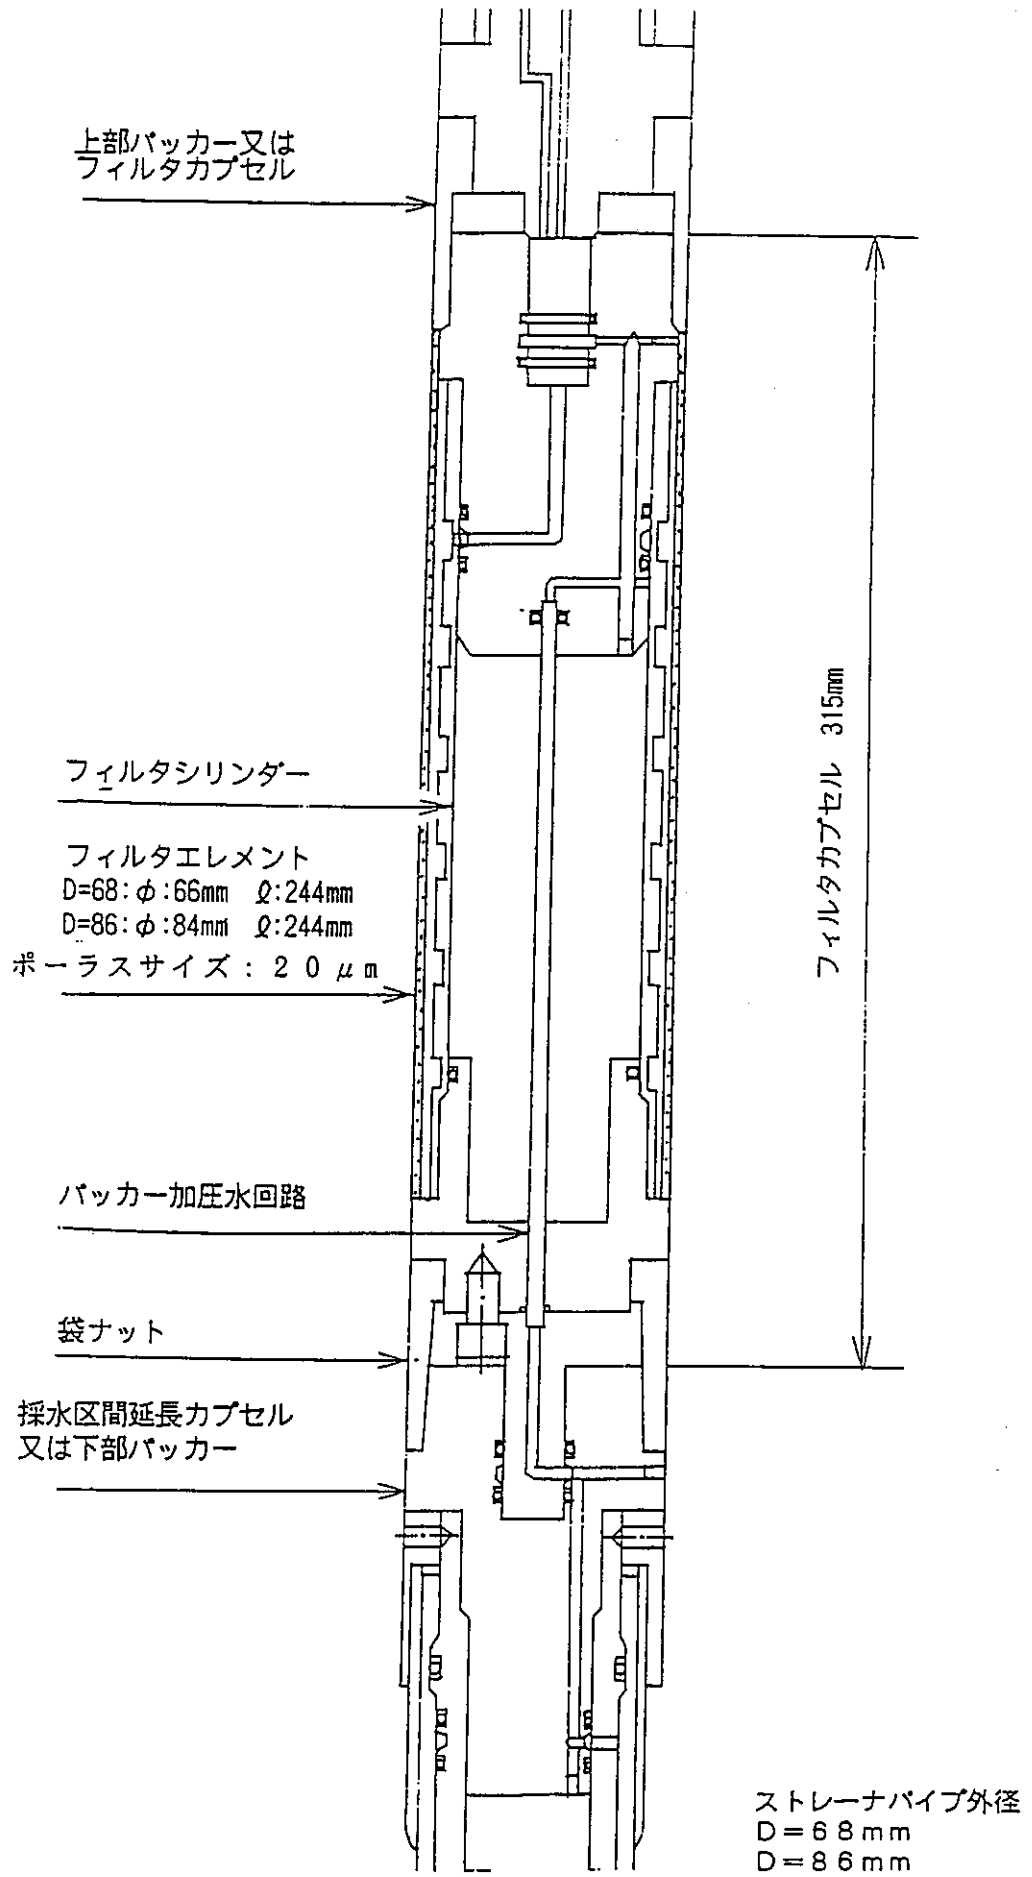 上部パッカー又は
フィルタカプセル
フィルタカプセル 315mm
フィルタシリンダー
フィルタエレメント
D=68:φ:66mm ℓ:244mm
D=86:φ:84mm ℓ:244mm
ポーラスサイズ:20μm
パッカー加圧水回路
袋ナット
採水区間延長カプセル
又は下部パッカー
ストレーナパイプ外径
D=68mm
D=86mm